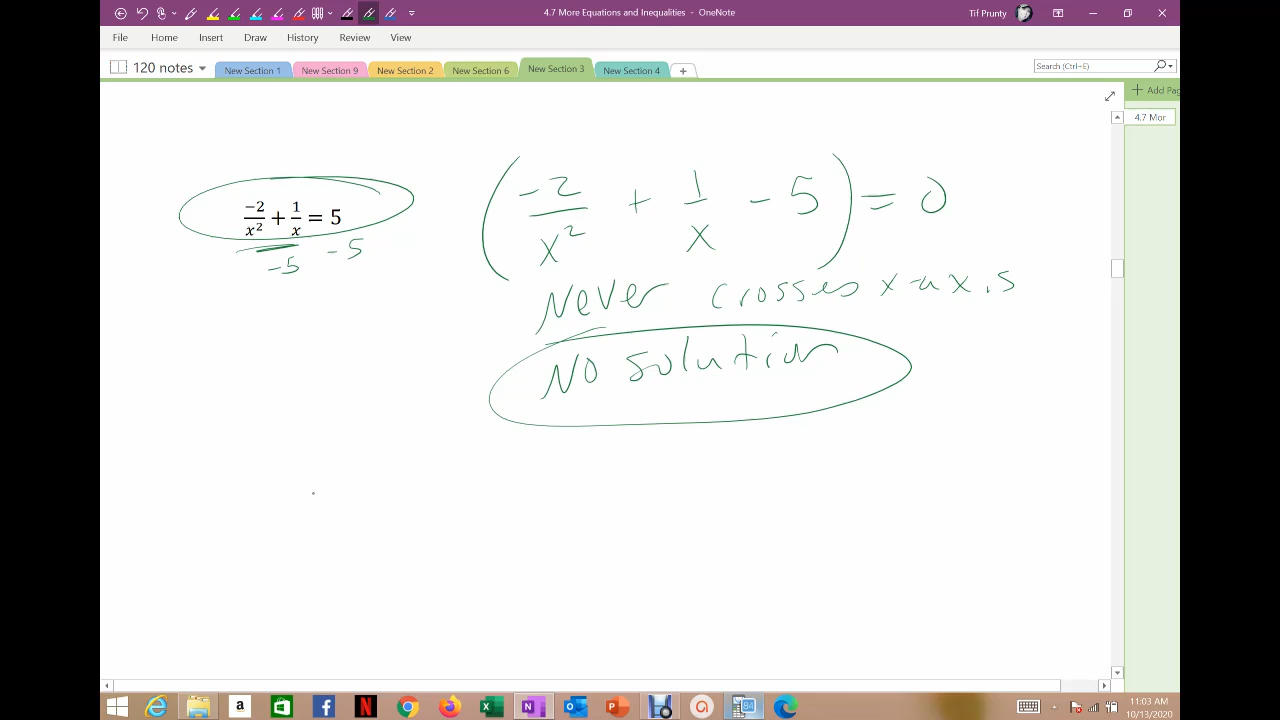 4.7 More Equations and Inequalities - OneNote
Tif Prunty
File Home Insert Draw History Review View
120 notes
New Section 1 New Section 9 New Section 2 New Section 6 New Section 3 New Section 4
Search (Ctrl+E)
Add Pag
4.7 Mor
-2/x² + 1/x = 5
-5 -5
(-2/x² + 1/x - 5) = 0
Never crosses x-axis
No solution
84
11:03 AM
10/13/2020